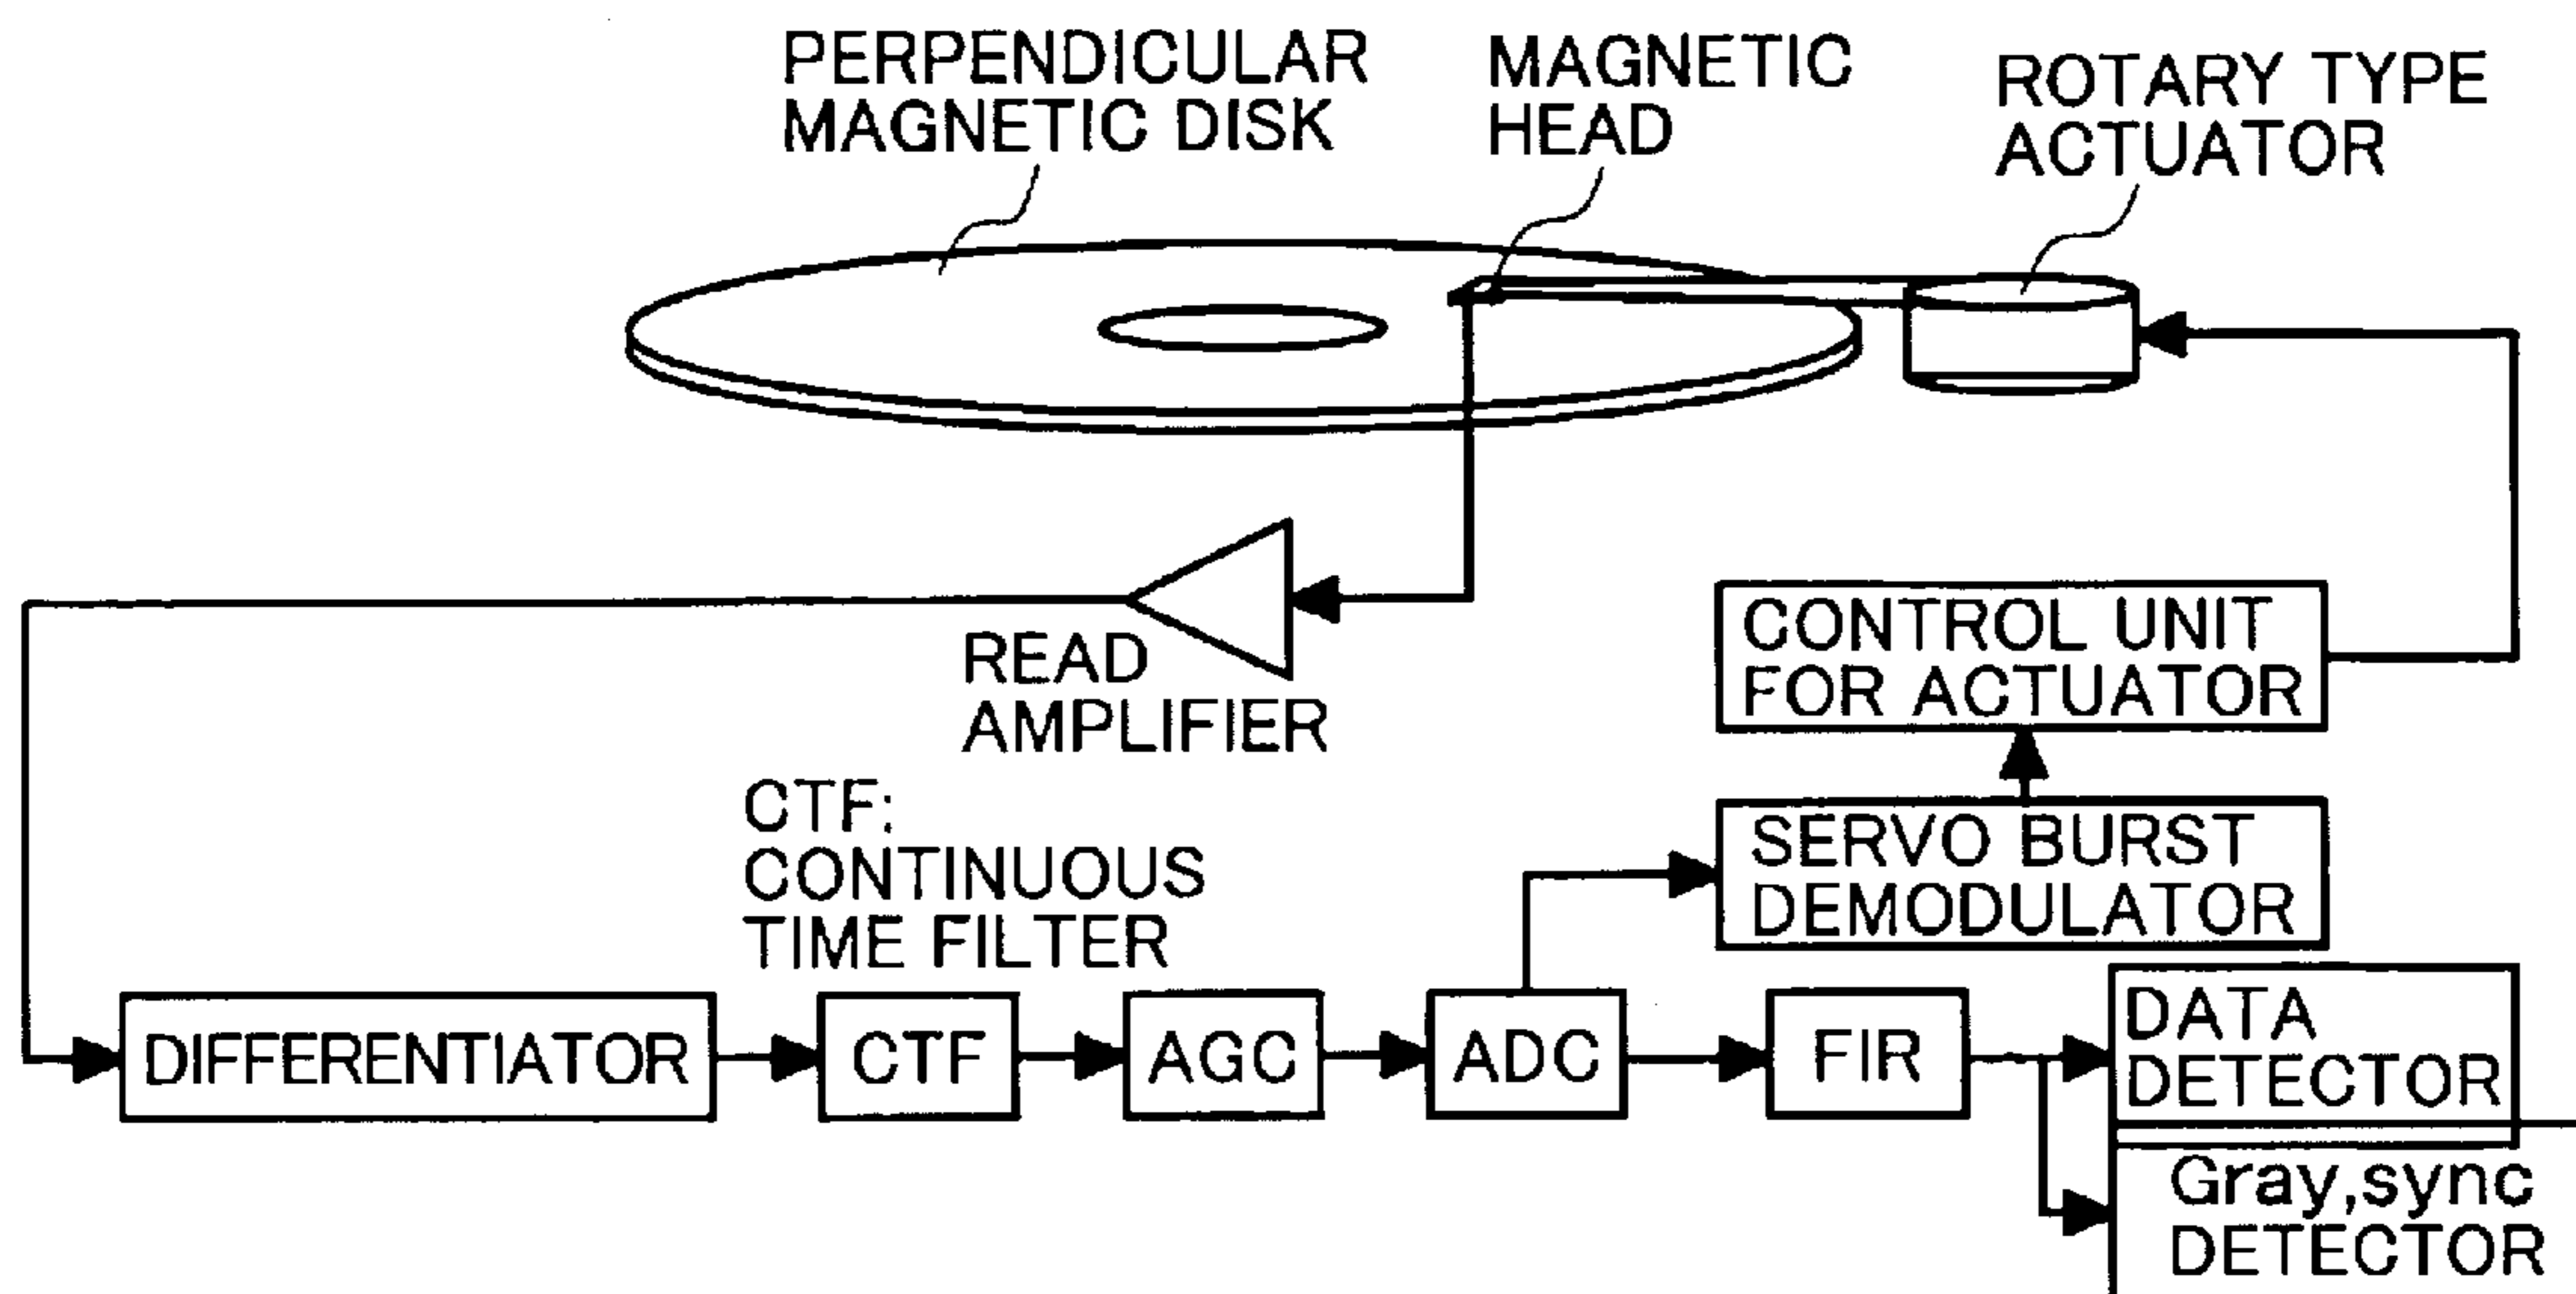 PERPENDICULAR
MAGNETIC DISK
MAGNETIC
HEAD
ROTARY TYPE
ACTUATOR
READ
AMPLIFIER
CONTROL UNIT
FOR ACTUATOR
CTF:
CONTINUOUS
TIME FILTER
SERVO BURST
DEMODULATOR
DIFFERENTIATOR
CTF
AGC
ADC
FIR
DATA
DETECTOR
Gray,sync
DETECTOR